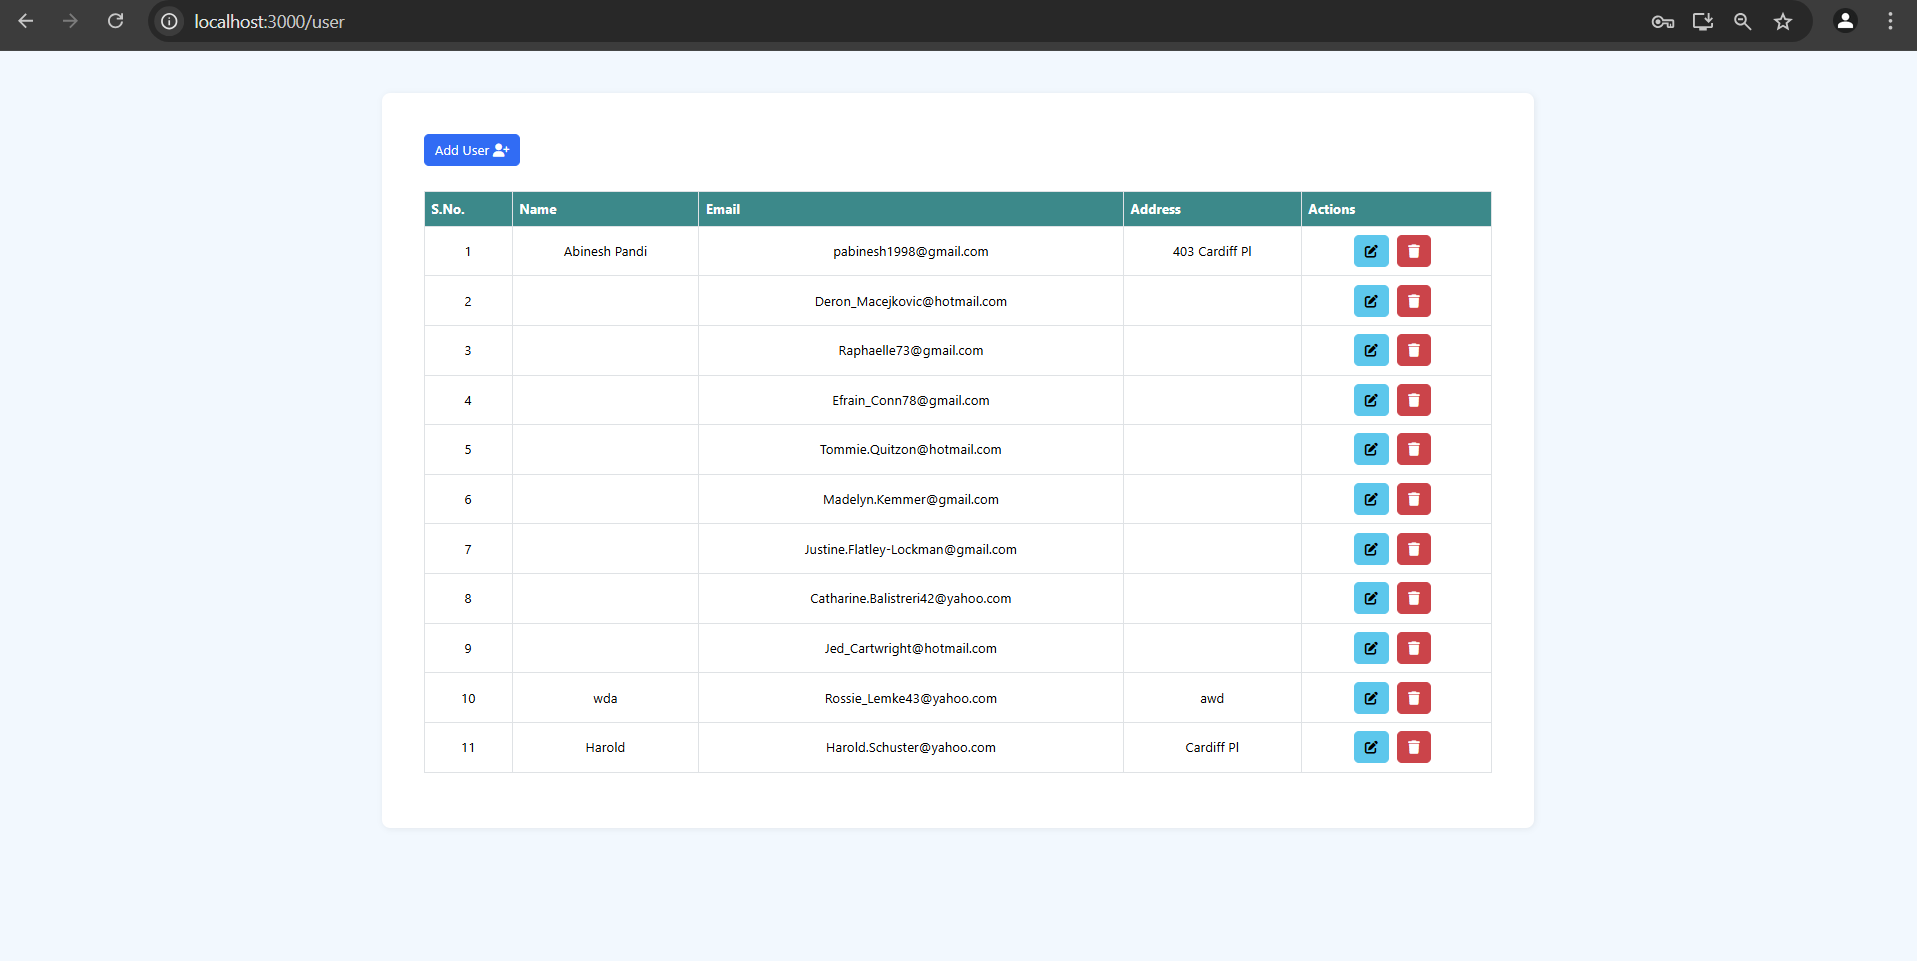 localhost:3000/user
Add User
S.No. Name Email Address Actions
1 Abinesh Pandi pabinesh1998@gmail.com 403 Cardiff Pl
2 Deron_Macejkovic@hotmail.com
3 Raphaelle73@gmail.com
4 Efrain_Conn78@gmail.com
5 Tommie.Quitzon@hotmail.com
6 Madelyn.Kemmer@gmail.com
7 Justine.Flatley-Lockman@gmail.com
8 Catharine.Balistreri42@yahoo.com
9 Jed_Cartwright@hotmail.com
10 wda Rossie_Lemke43@yahoo.com awd
11 Harold Harold.Schuster@yahoo.com Cardiff Pl